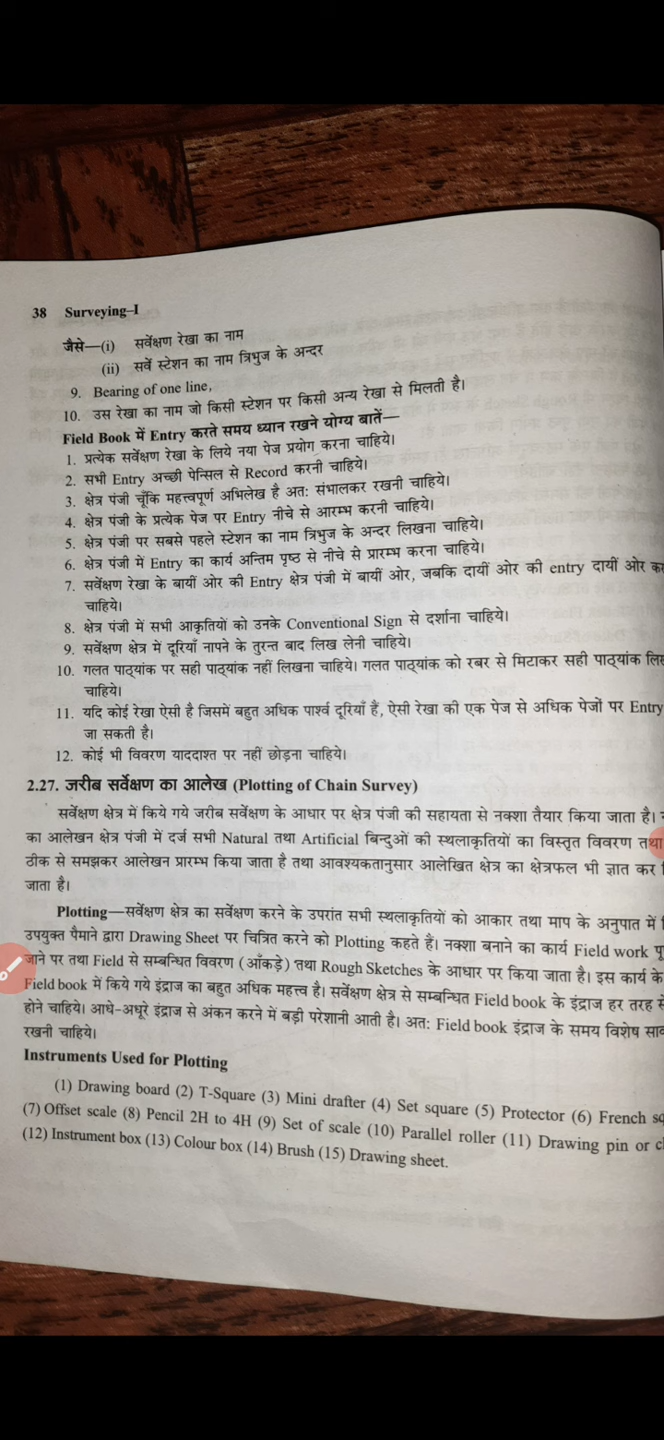 38 Surveying–I
जैसे—(i) सर्वेक्षण रेखा का नाम
(ii) सर्वे स्टेशन का नाम त्रिभुज के अन्दर
9. Bearing of one line,
10. उस रेखा का नाम जो किसी स्टेशन पर किसी अन्य रेखा से मिलती है।
Field Book में Entry करते समय ध्यान रखने योग्य बातें—
1. प्रत्येक सर्वेक्षण रेखा के लिये नया पेज प्रयोग करना चाहिये।
2. सभी Entry अच्छी पेन्सिल से Record करनी चाहिये।
3. क्षेत्र पंजी चूँकि महत्त्वपूर्ण अभिलेख है अत: संभालकर रखनी चाहिये।
4. क्षेत्र पंजी के प्रत्येक पेज पर Entry नीचे से आरम्भ करनी चाहिये।
5. क्षेत्र पंजी पर सबसे पहले स्टेशन का नाम त्रिभुज के अन्दर लिखना चाहिये।
6. क्षेत्र पंजी में Entry का कार्य अन्तिम पृष्ठ से नीचे से प्रारम्भ करना चाहिये।
7. सर्वेक्षण रेखा के बायीं ओर की Entry क्षेत्र पंजी में बायीं ओर, जबकि दायीं ओर की entry दायीं ओर
चाहिये।
8. क्षेत्र पंजी में सभी आकृतियों को उनके Conventional Sign से दर्शाना चाहिये।
9. सर्वेक्षण क्षेत्र में दूरियाँ नापने के तुरन्त बाद लिख लेनी चाहिये।
10. गलत पाठ्यांक पर सही पाठ्यांक नहीं लिखना चाहिये। गलत पाठ्यांक को रबर से मिटाकर सही पाठ्यांक
चाहिये।
11. यदि कोई रेखा ऐसी है जिसमें बहुत अधिक पार्श्व दूरियाँ हैं, ऐसी रेखा की एक पेज से अधिक पेजों पर Entry
जा सकती है।
12. कोई भी विवरण याददाश्त पर नहीं छोड़ना चाहिये।
2.27. जरीब सर्वेक्षण का आलेख (Plotting of Chain Survey)
सर्वेक्षण क्षेत्र में किये गये जरीब सर्वेक्षण के आधार पर क्षेत्र पंजी की सहायता से नक्शा तैयार किया जाता है।
का आलेखन क्षेत्र पंजी में दर्ज सभी Natural तथा Artificial बिन्दुओं की स्थलाकृतियों का विस्तृत विवरण तथा
ठीक से समझकर आलेखन प्रारम्भ किया जाता है तथा आवश्यकतानुसार आलेखित क्षेत्र का क्षेत्रफल भी ज्ञात कर
जाता है।
Plotting—सर्वेक्षण क्षेत्र का सर्वेक्षण करने के उपरांत सभी स्थलाकृतियों को आकार तथा माप के अनुपात में
उपयुक्त पैमाने द्वारा Drawing Sheet पर चित्रित करने को Plotting कहते हैं। नक्शा बनाने का कार्य Field work
जाने पर तथा Field से सम्बन्धित विवरण (आँकड़े) तथा Rough Sketches के आधार पर किया जाता है। इस कार्य के
Field book में किये गये इंद्राज का बहुत अधिक महत्त्व है। सर्वेक्षण क्षेत्र से सम्बन्धित Field book के इंद्राज हर तरह
होने चाहिये। आधे-अधूरे इंद्राज से अंकन करने में बड़ी परेशानी आती है। अत: Field book इंद्राज के समय विशेष
रखनी चाहिये।
Instruments Used for Plotting
(1) Drawing board (2) T-Square (3) Mini drafter (4) Set square (5) Protector (6) French
(7) Offset scale (8) Pencil 2H to 4H (9) Set of scale (10) Parallel roller (11) Drawing pin or
(12) Instrument box (13) Colour box (14) Brush (15) Drawing sheet.